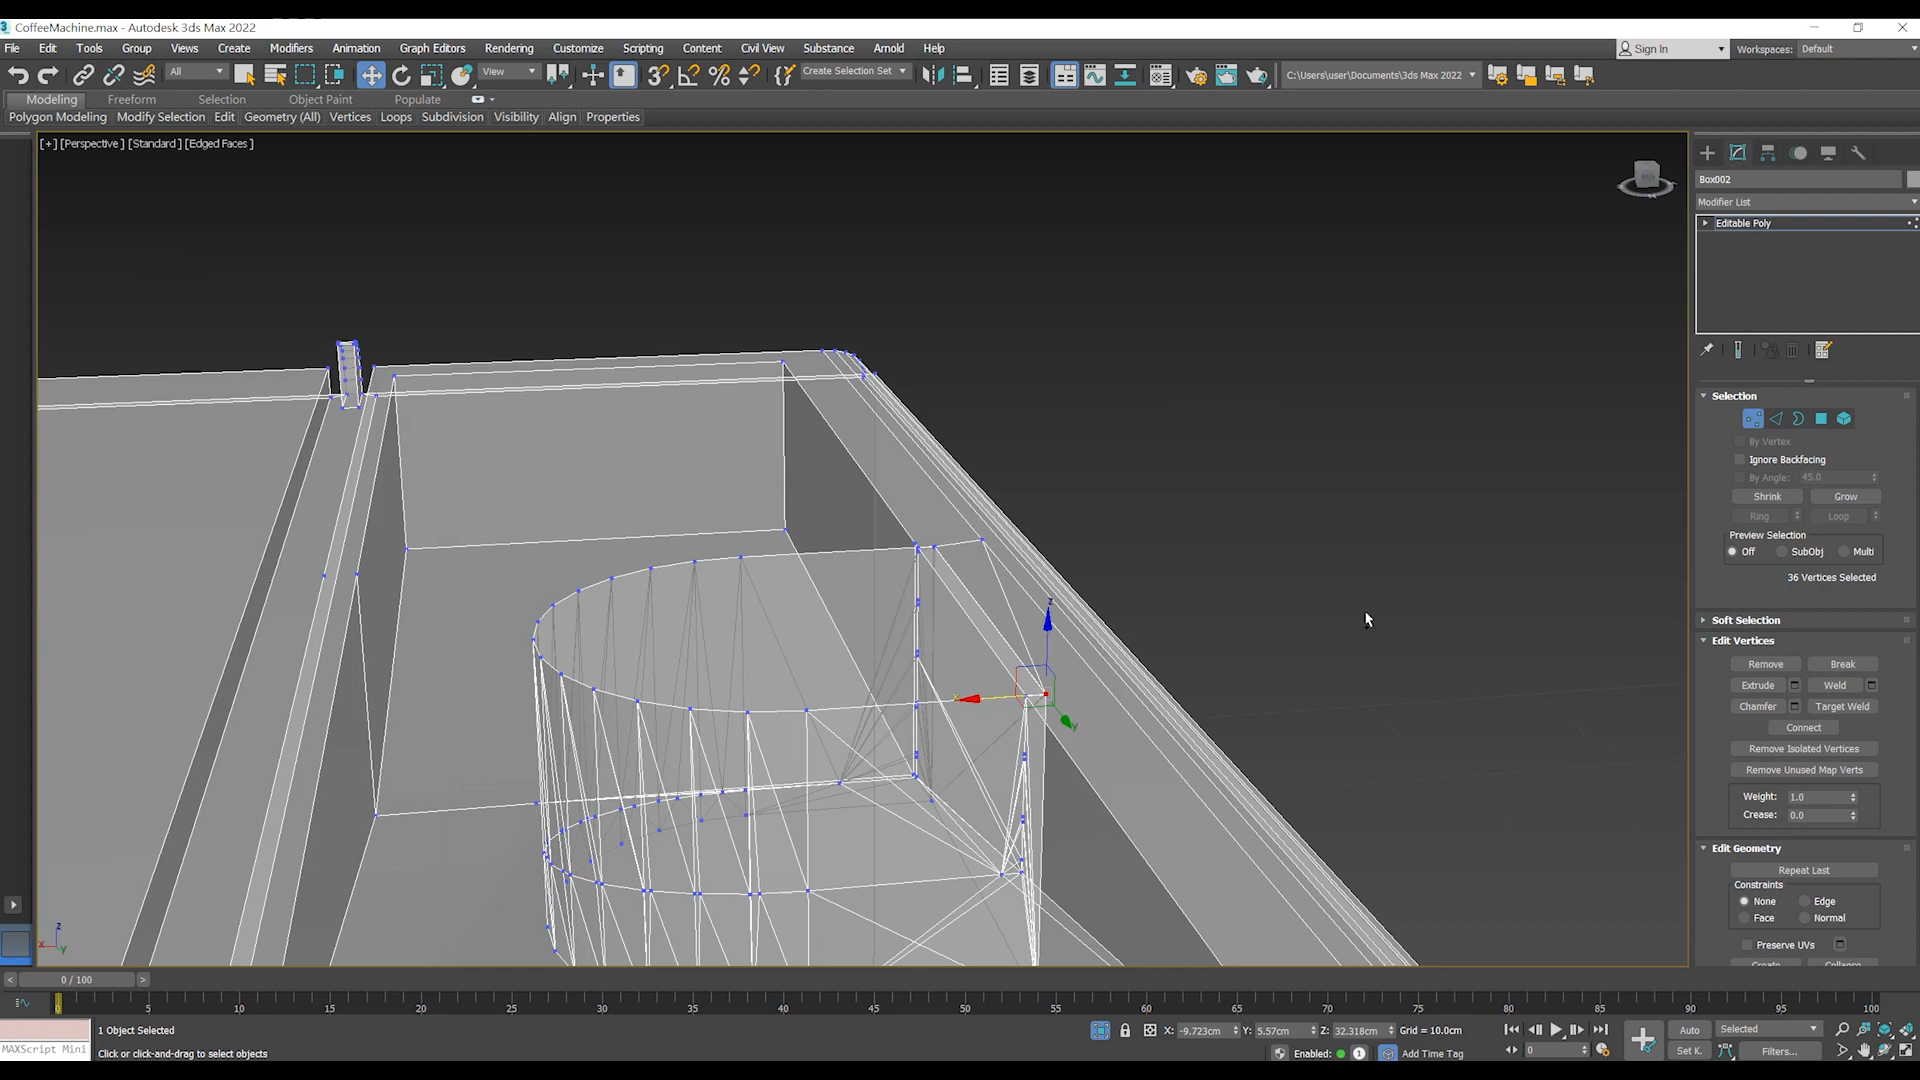 CoffeeMachine.max - Autodesk 3ds Max 2022
File Edit Tools Group Views Create Modifiers Animation Graph Editors Rendering Customize Scripting Content Civil View Substance Arnold Help
Sign In Workspaces: Default
All View Create Selection Set C:\Users\user\Documents\3ds Max 2022
Modeling Freeform Selection Object Paint Populate
Polygon Modeling Modify Selection Edit Geometry (All) Vertices Loops Subdivision Visibility Align Properties
[+] [Perspective ] [Standard ] [Edged Faces ]
Box002
Modifier List
Editable Poly
Selection
By Vertex
Ignore Backfacing
By Angle: 45.0
Shrink Grow
Ring Loop
Preview Selection
Off SubObj Multi
36 Vertices Selected
Soft Selection
Edit Vertices
Remove Break
Extrude Weld
Chamfer Target Weld
Connect
Remove Isolated Vertices
Remove Unused Map Verts
Weight: 1.0
Crease: 0.0
Edit Geometry
Repeat Last
Constraints
None Edge
Face Normal
Preserve UVs
Create Collapse
z
x
y
z
x
y
< 0 / 100 >
0 5 10 15 20 25 30 35 40 45 50 55 60 65 70 75 80 85 90 95 100
1 Object Selected
X: -9.723cm Y: 5.57cm Z: 32.318cm Grid = 10.0cm
Auto Selected
MAXScript Mini
Click or click-and-drag to select objects
Enabled: 1 Add Time Tag
0
Set K. Filters...